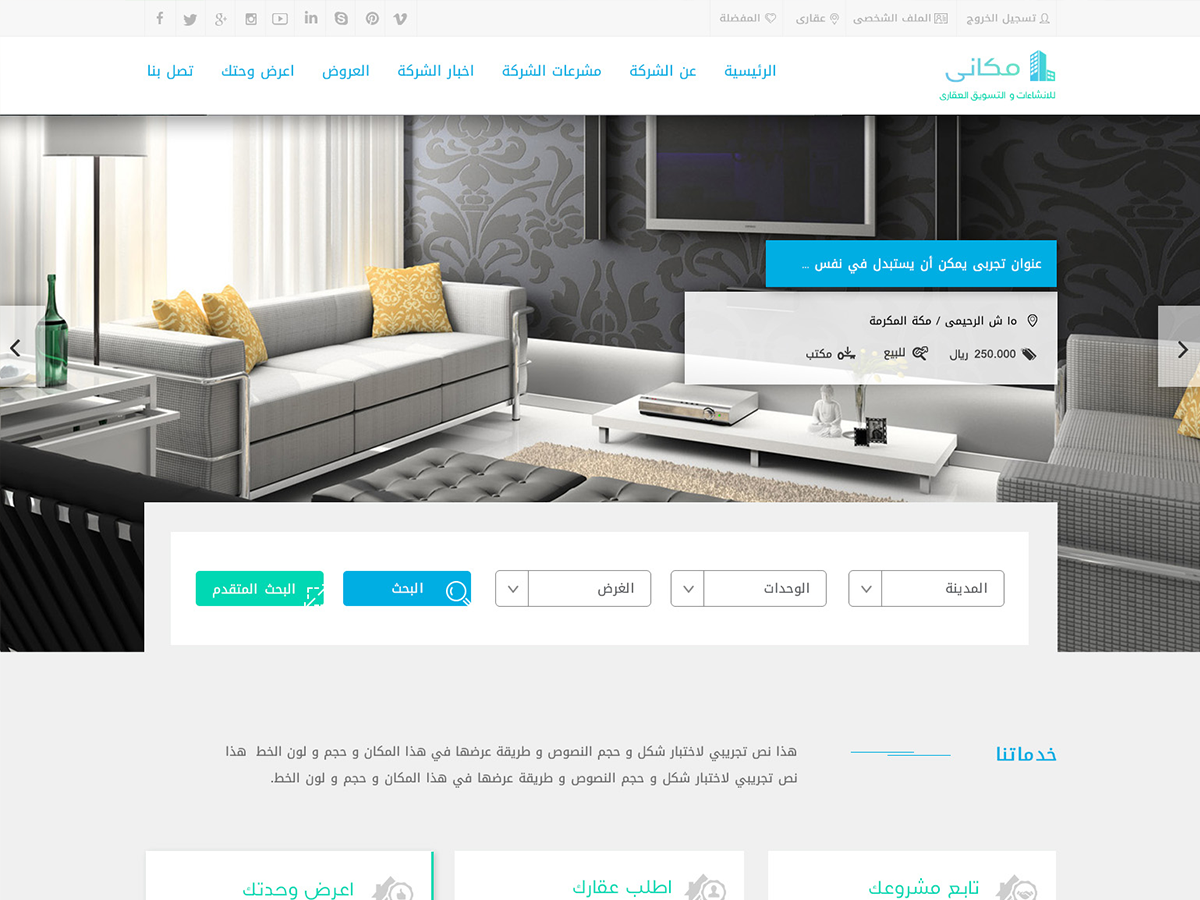 تسجيل الخروج
الملف الشخصى
عقارى
المفضلة
مكانى
للانشاءات و التسويق العقارى
الرئيسية
عن الشركة
مشرعات الشركة
اخبار الشركة
العروض
اعرض وحتك
تصل بنا
عنوان تجربى يمكن أن يستبدل في نفس ...
١٥ ش الرحيمى / مكة المكرمة
250.000 ريال
للبيع
مكتب
المدينة
الوحدات
الغرض
البحث
البحث المتقدم
خدماتنا
هذا نص تجريبي لاختبار شكل و حجم النصوص و طريقة عرضها في هذا المكان و حجم و لون الخط هذا
نص تجريبي لاختبار شكل و حجم النصوص و طريقة عرضها في هذا المكان و حجم و لون الخط.
تابع مشروعك
اطلب عقارك
اعرض وحدتك